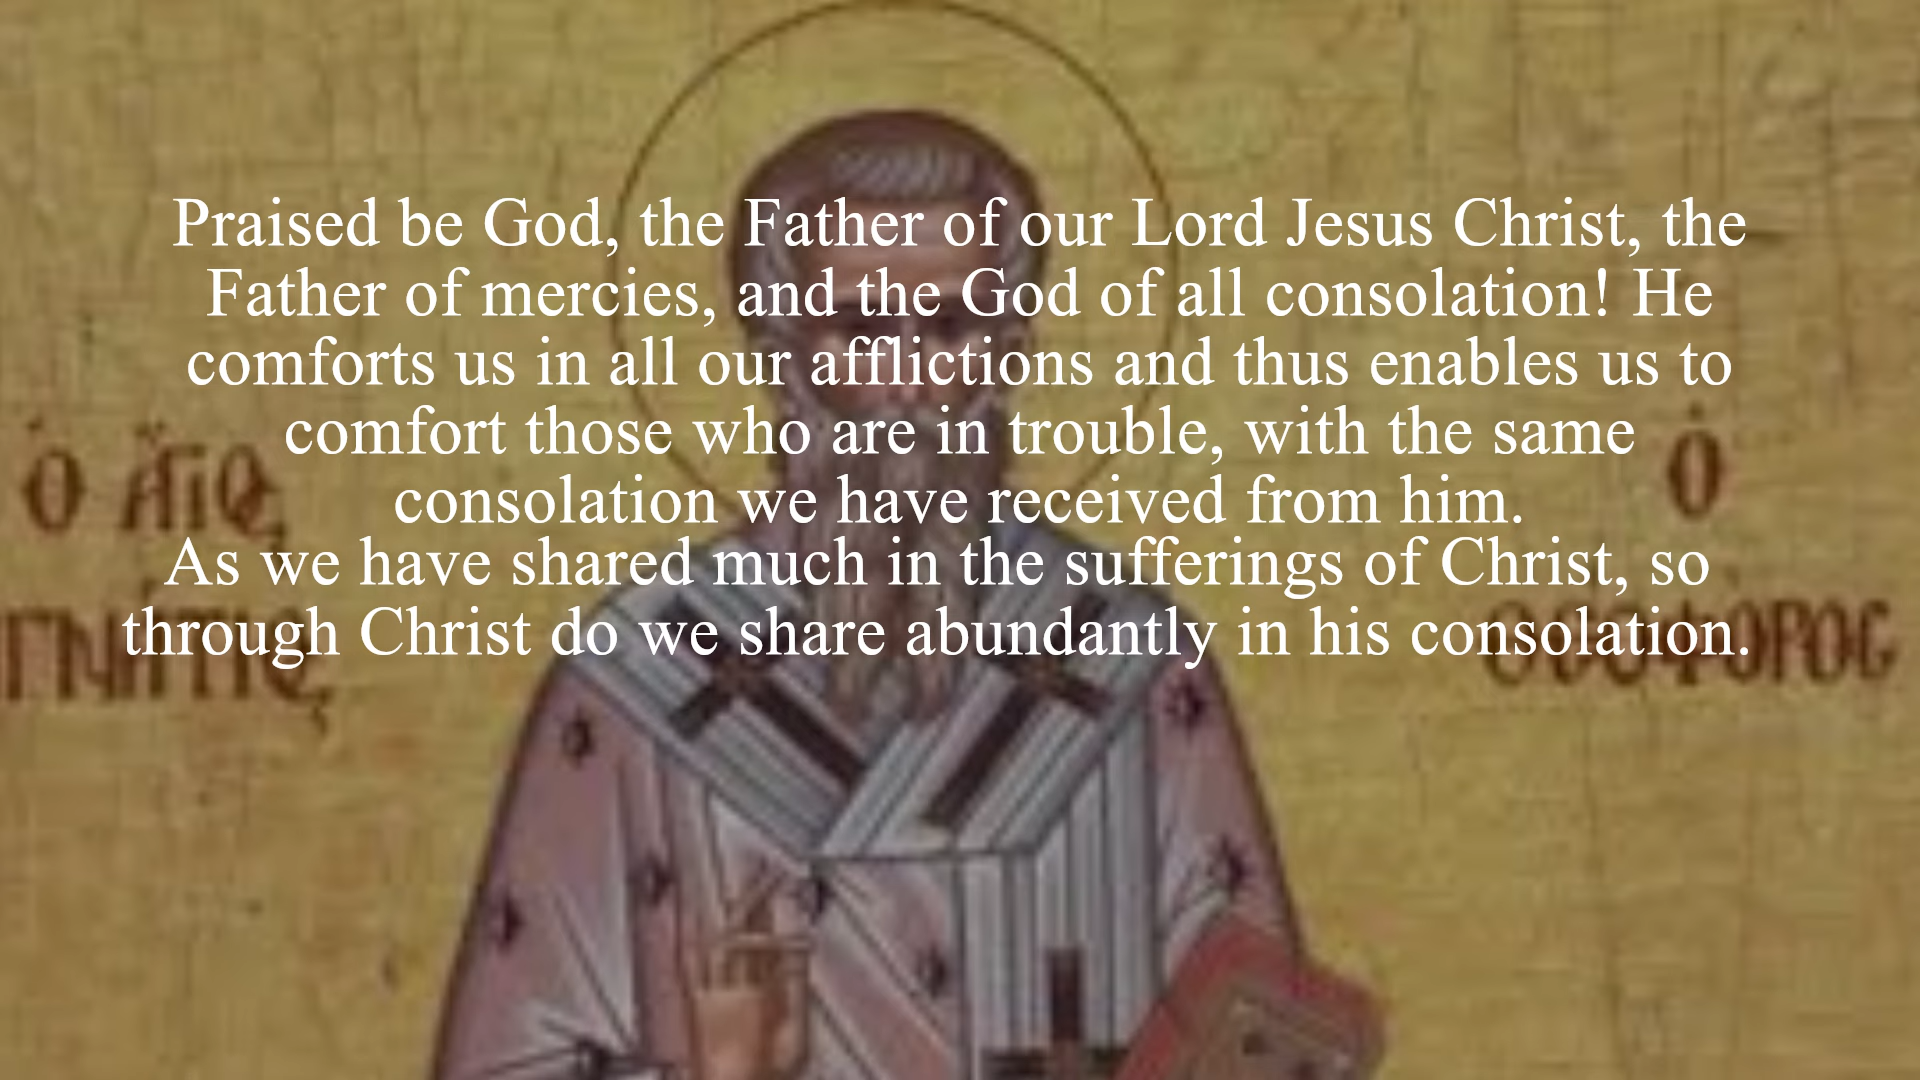 Praised be God, the Father of our Lord Jesus Christ, the
Father of mercies, and the God of all consolation! He
comforts us in all our afflictions and thus enables us to
comfort those who are in trouble, with the same
consolation we have received from him.
As we have shared much in the sufferings of Christ, so
through Christ do we share abundantly in his consolation.
ὁ ἅγιος
ὁ